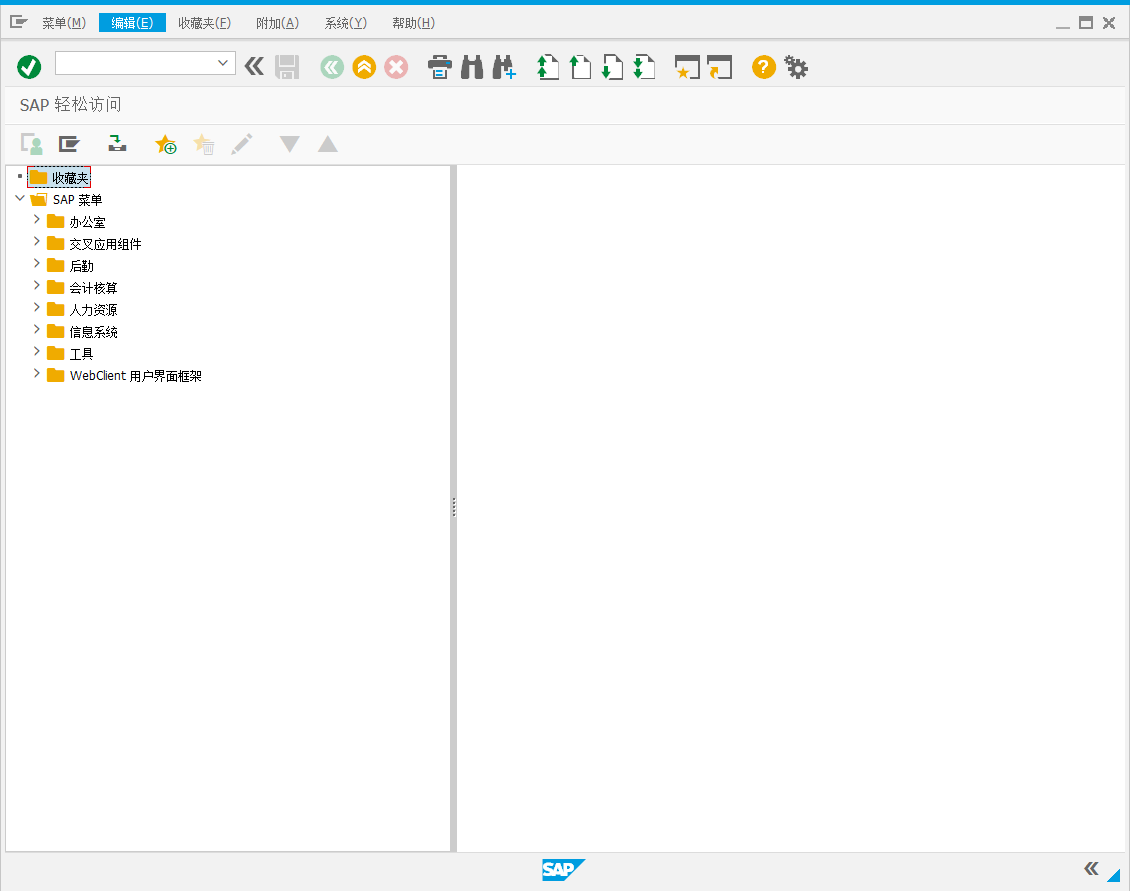 菜单(M) 编辑(E) 收藏夹(F) 附加(A) 系统(Y) 帮助(H)
SAP 轻松访问
收藏夹
SAP 菜单
办公室
交叉应用组件
后勤
会计核算
人力资源
信息系统
工具
WebClient 用户界面框架
SAP